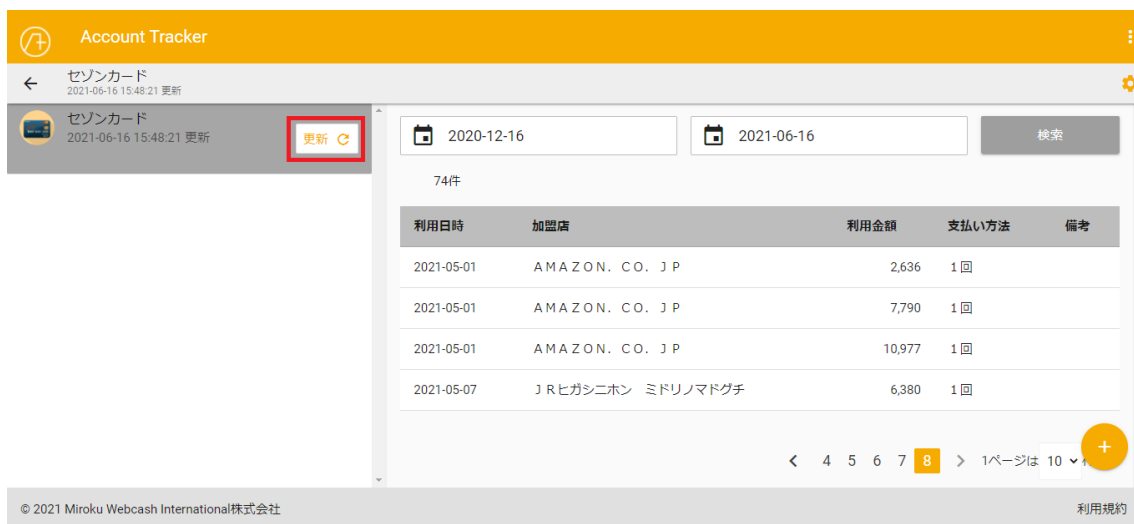 Account Tracker
セゾンカード
2021-06-16 15:48:21 更新
セゾンカード
2021-06-16 15:48:21 更新
更新
2020-12-16
2021-06-16
検索
74件
利用日時 加盟店 利用金額 支払い方法 備考
2021-05-01 ＡＭＡＺＯＮ．ＣＯ．ＪＰ 2,636 1回
2021-05-01 ＡＭＡＺＯＮ．ＣＯ．ＪＰ 7,790 1回
2021-05-01 ＡＭＡＺＯＮ．ＣＯ．ＪＰ 10,977 1回
2021-05-07 ＪＲヒガシニホン　ミドリノマドグチ 6,380 1回
4 5 6 7 8 1ページは 10
© 2021 Miroku Webcash International株式会社 利用規約